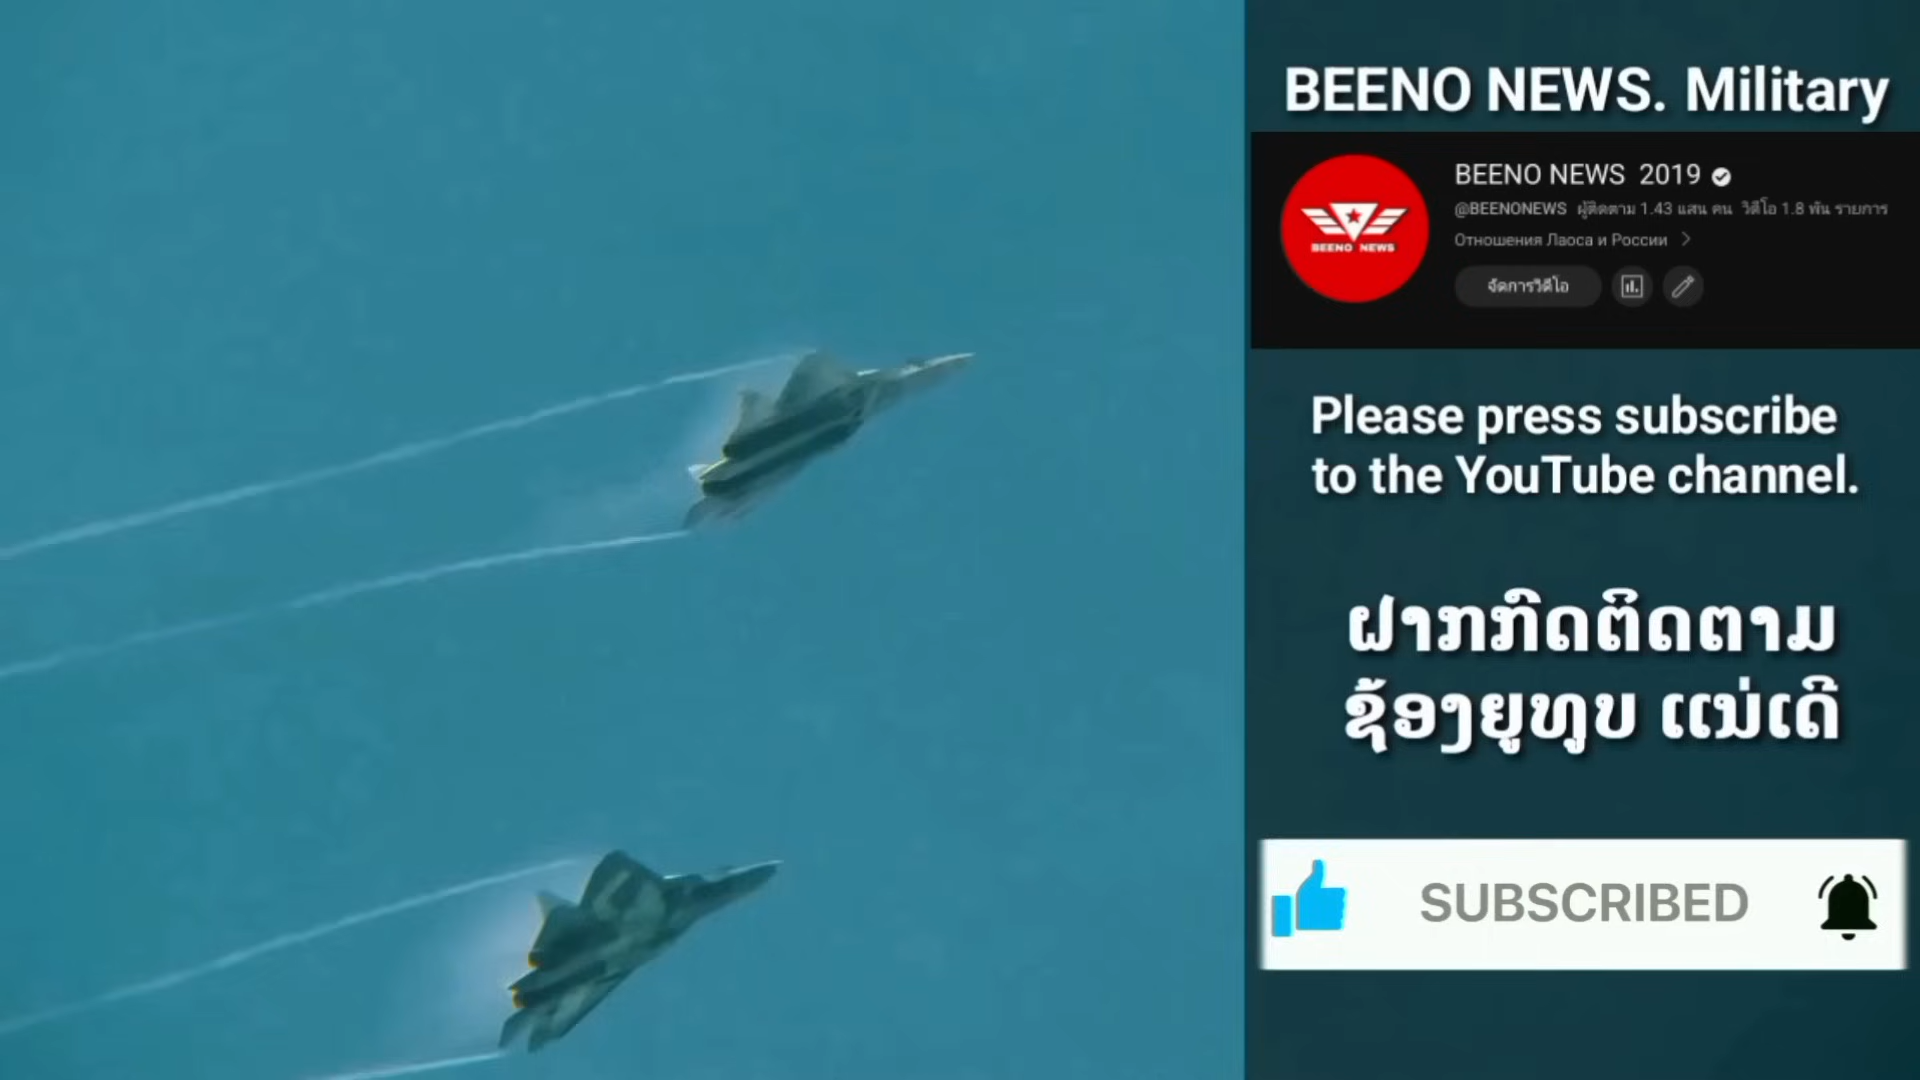 BEENO NEWS. Military
BEENO NEWS 2019
@BEENONEWS ผู้ติดตาม 1.43 แสน คน วิดีโอ 1.8 พัน รายการ
Отношения Лаоса и России
จัดการวิดีโอ
BEENO NEWS
Please press subscribe
to the YouTube channel.
ຝາກກົດຕິດຕາມ
ຊ້ອງຍູທູບ ແນ່ເດີ
SUBSCRIBED